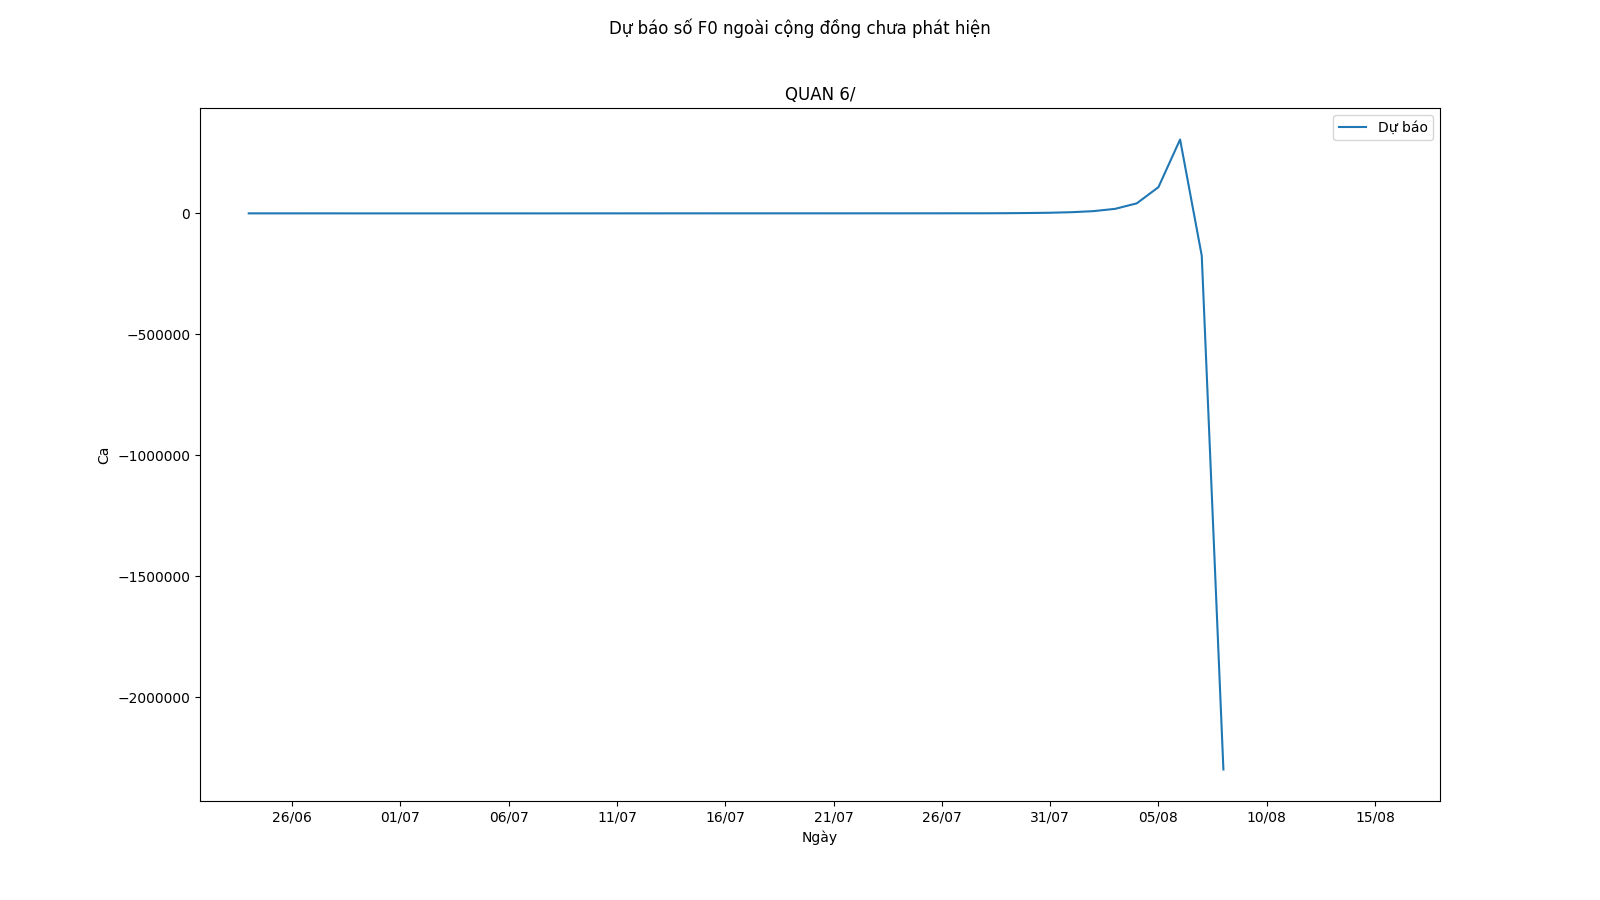 Dự báo số F0 ngoài cộng đồng chưa phát hiện
QUAN 6/
Dự báo
0
−500000
−1000000
−1500000
−2000000
Ca
26/06 01/07 06/07 11/07 16/07 21/07 26/07 31/07 05/08 10/08 15/08
Ngày